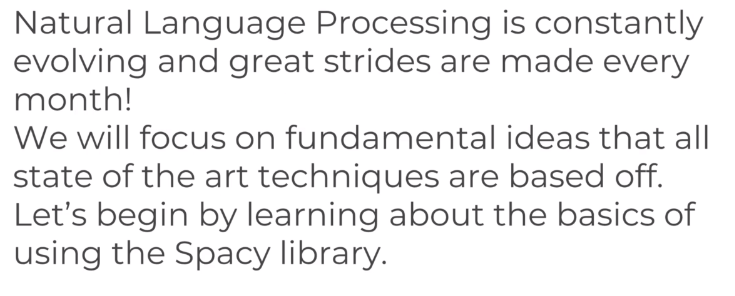 Natural Language Processing is constantly
evolving and great strides are made every
month!
We will focus on fundamental ideas that all
state of the art techniques are based off.
Let’s begin by learning about the basics of
using the Spacy library.